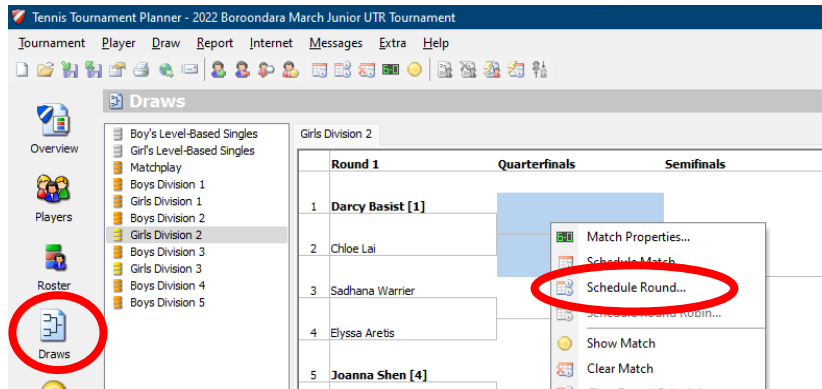 Tennis Tournament Planner - 2022 Boroondara March Junior UTR Tournament
Tournament Player Draw Report Internet Messages Extra Help
Draws
Overview
Players
Roster
Draws
Boy's Level-Based Singles
Girl's Level-Based Singles
Matchplay
Boys Division 1
Girls Division 1
Boys Division 2
Girls Division 2
Boys Division 3
Girls Division 3
Boys Division 4
Boys Division 5
Girls Division 2
Round 1 Quarterfinals Semifinals
1 Darcy Basist [1]
2 Chloe Lai
3 Sadhana Warrier
4 Elyssa Aretis
5 Joanna Shen [4]
Match Properties...
Schedule Match
Schedule Round...
Schedule Round Robin...
Show Match
Clear Match